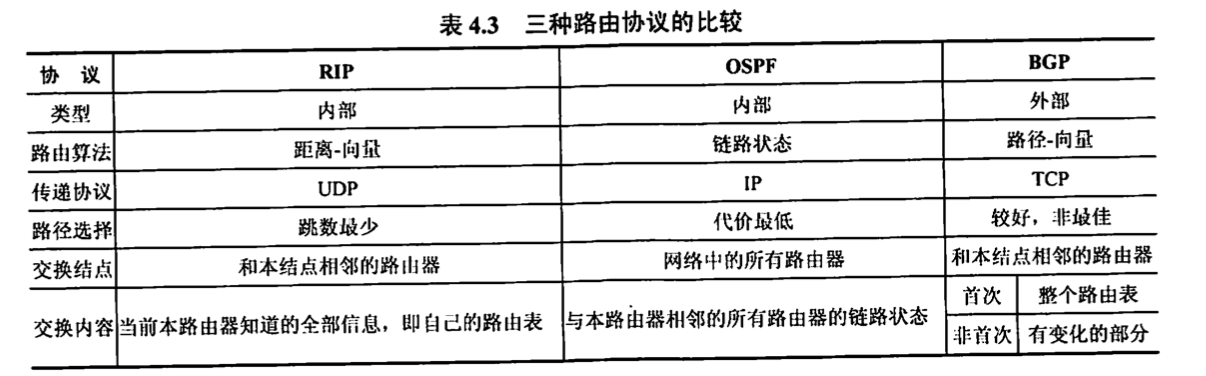 表 4.3 三种路由协议的比较
协 议 RIP OSPF BGP
类型 内部 内部 外部
路由算法 距离-向量 链路状态 路径-向量
传递协议 UDP IP TCP
路径选择 跳数最少 代价最低 较好，非最佳
交换结点 和本结点相邻的路由器 网络中的所有路由器 和本结点相邻的路由器
交换内容 当前本路由器知道的全部信息，即自己的路由表 与本路由器相邻的所有路由器的链路状态 首次 整个路由表
非首次 有变化的部分